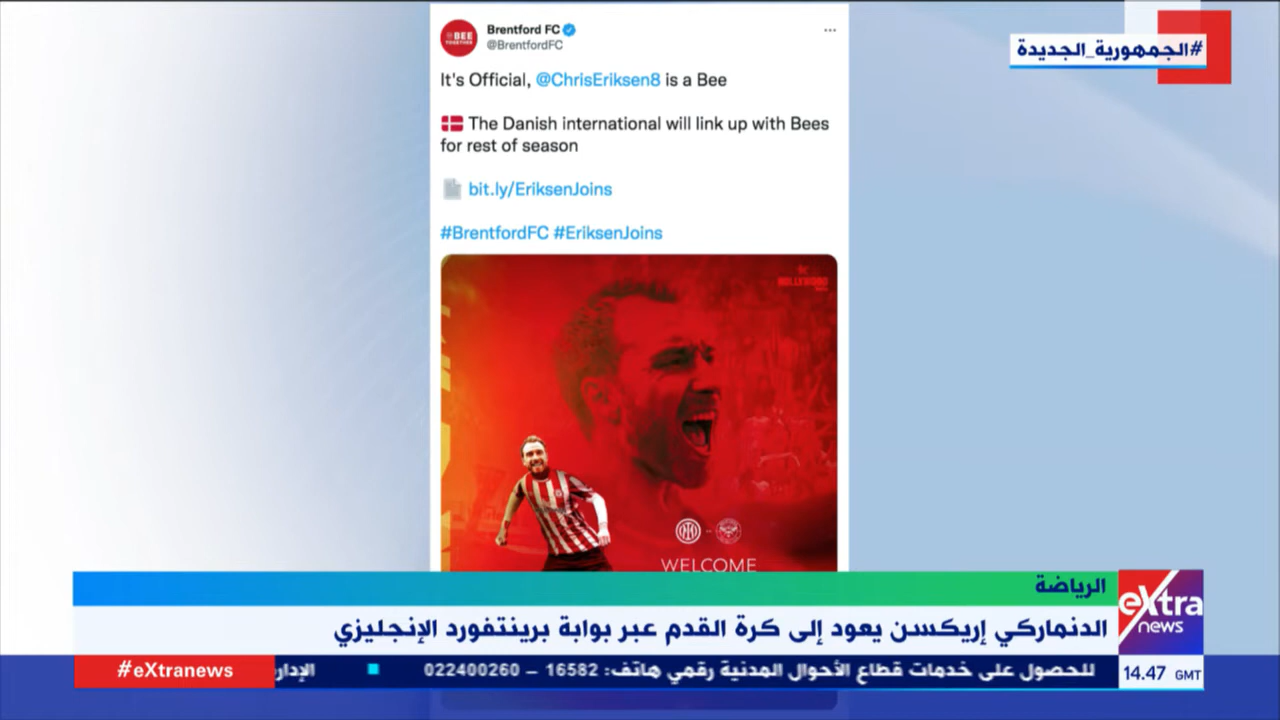 Brentford FC
@BrentfordFC
#الجمهورية_الجديدة
It's Official, @ChrisEriksen8 is a Bee
The Danish international will link up with Bees
for rest of season
bit.ly/EriksenJoins
#BrentfordFC #EriksenJoins
WELCOME
الرياضة
الدنماركي إريكسن يعود إلى كرة القدم عبر بوابة برينتفورد الإنجليزي
eXtra
news
#eXtranews
للحصول على خدمات قطاع الأحوال المدنية رقمي هاتف: 16582 – 022400260
14.47 GMT